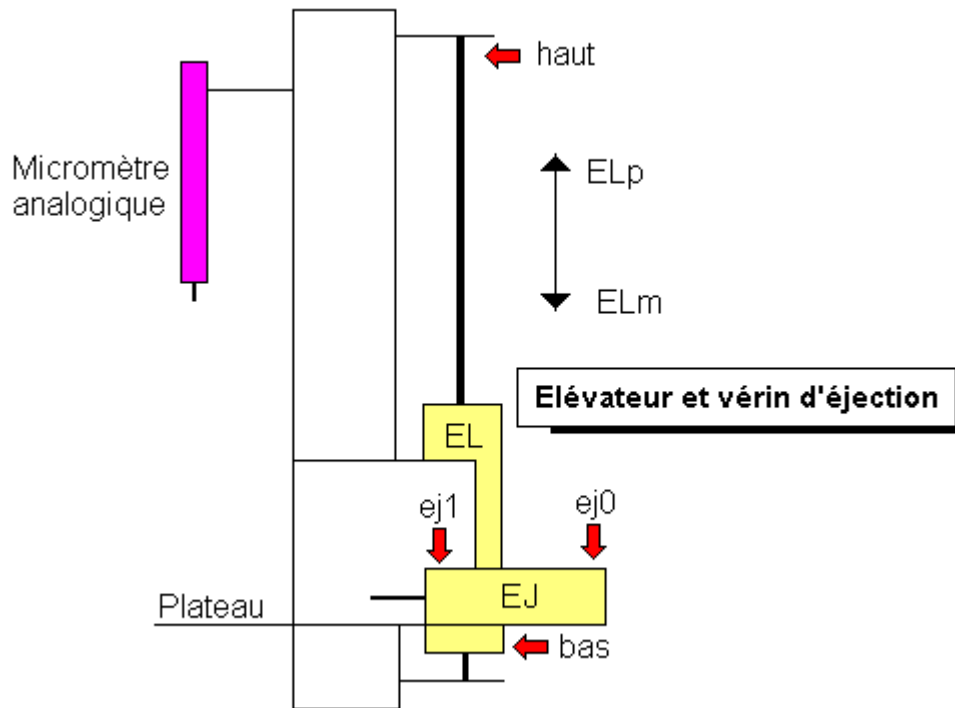 haut
Micromètre
analogique
ELp
ELm
Elévateur et vérin d'éjection
EL
ej1
ej0
EJ
Plateau
bas